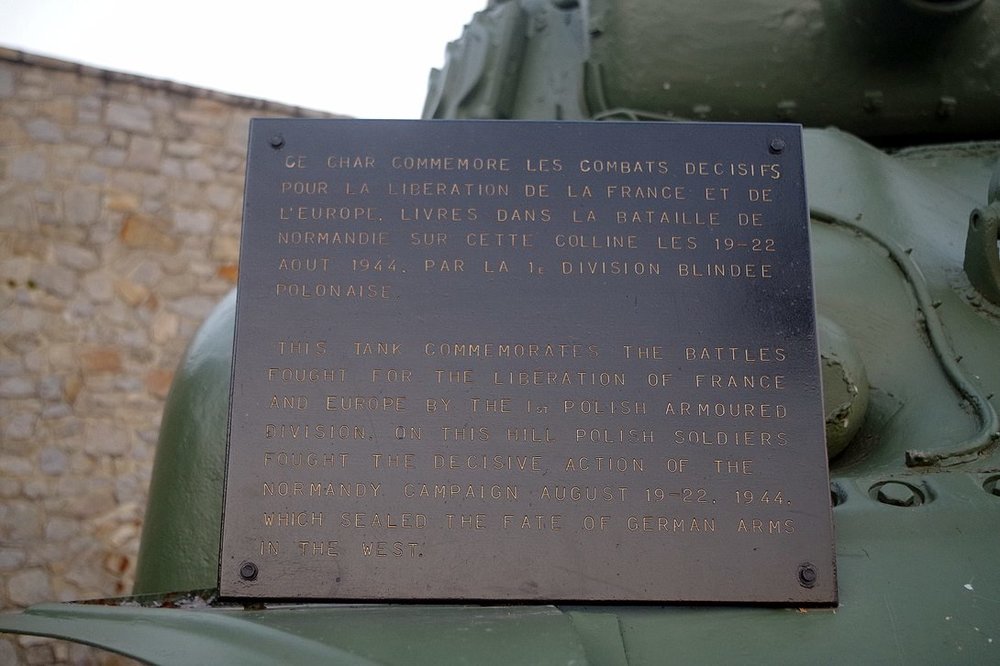 CE CHAR COMMEMORE LES COMBATS DECISIFS
POUR LA LIBERATION DE LA FRANCE ET DE
L'EUROPE, LIVRES DANS LA BATAILLE DE
NORMANDIE SUR CETTE COLLINE LES 19-22
AOUT 1944, PAR LA 1E DIVISION BLINDEE
POLONAISE.
THIS TANK COMMEMORATES THE BATTLES
FOUGHT FOR THE LIBERATION OF FRANCE
AND EUROPE BY THE 1ST POLISH ARMOURED
DIVISION. ON THIS HILL POLISH SOLDIERS
FOUGHT THE DECISIVE ACTION OF THE
NORMANDY CAMPAIGN AUGUST 19-22, 1944,
WHICH SEALED THE FATE OF GERMAN ARMS
IN THE WEST.